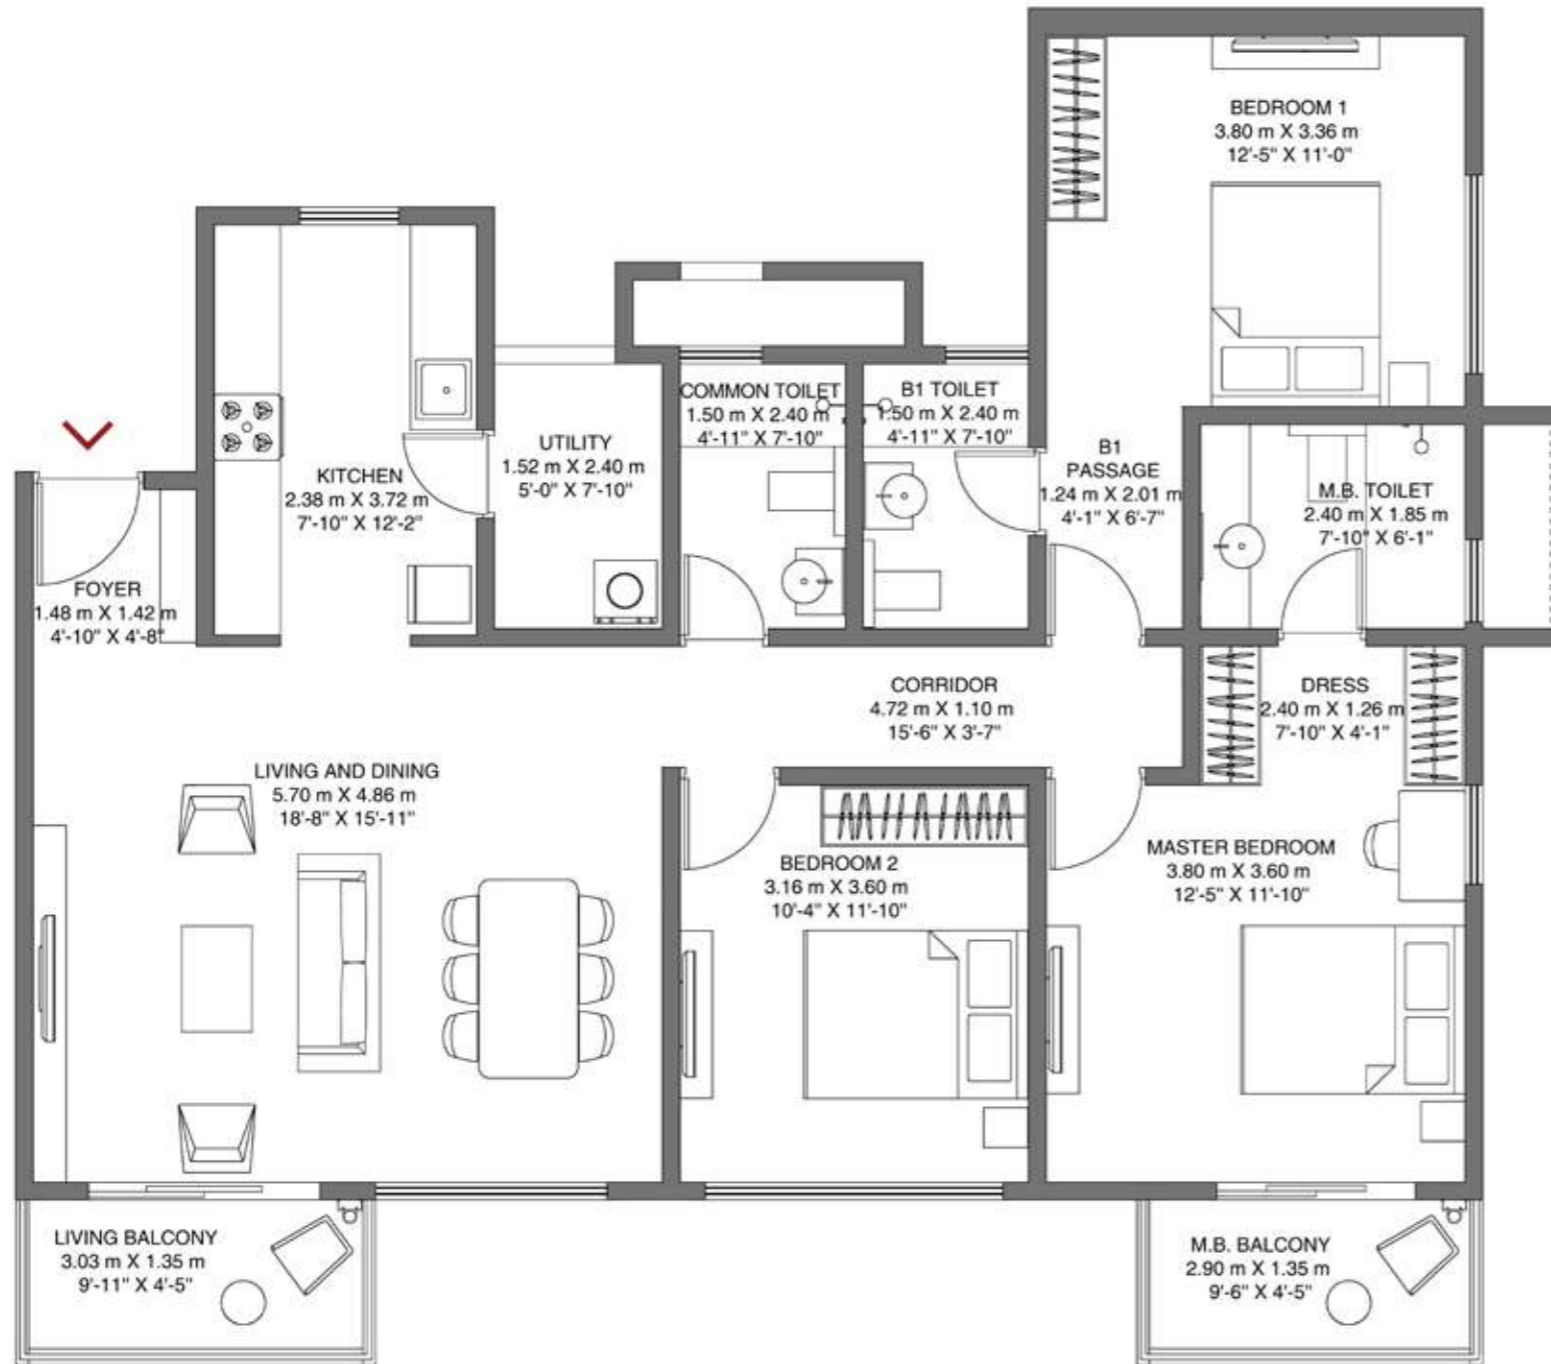 BEDROOM 1
3.80 m X 3.36 m
12'-5" X 11'-0"
COMMON TOILET
1.50 m X 2.40 m
4'-11" X 7'-10"
B1 TOILET
1.50 m X 2.40 m
4'-11" X 7'-10"
UTILITY
1.52 m X 2.40 m
5'-0" X 7'-10"
B1
PASSAGE
1.24 m X 2.01 m
4'-1" X 6'-7"
KITCHEN
2.38 m X 3.72 m
7'-10" X 12'-2"
M.B. TOILET
2.40 m X 1.85 m
7'-10" X 6'-1"
FOYER
1.48 m X 1.42 m
4'-10" X 4'-8"
CORRIDOR
4.72 m X 1.10 m
15'-6" X 3'-7"
DRESS
2.40 m X 1.26 m
7'-10" X 4'-1"
LIVING AND DINING
5.70 m X 4.86 m
18'-8" X 15'-11"
BEDROOM 2
3.16 m X 3.60 m
10'-4" X 11'-10"
MASTER BEDROOM
3.80 m X 3.60 m
12'-5" X 11'-10"
LIVING BALCONY
3.03 m X 1.35 m
9'-11" X 4'-5"
M.B. BALCONY
2.90 m X 1.35 m
9'-6" X 4'-5"